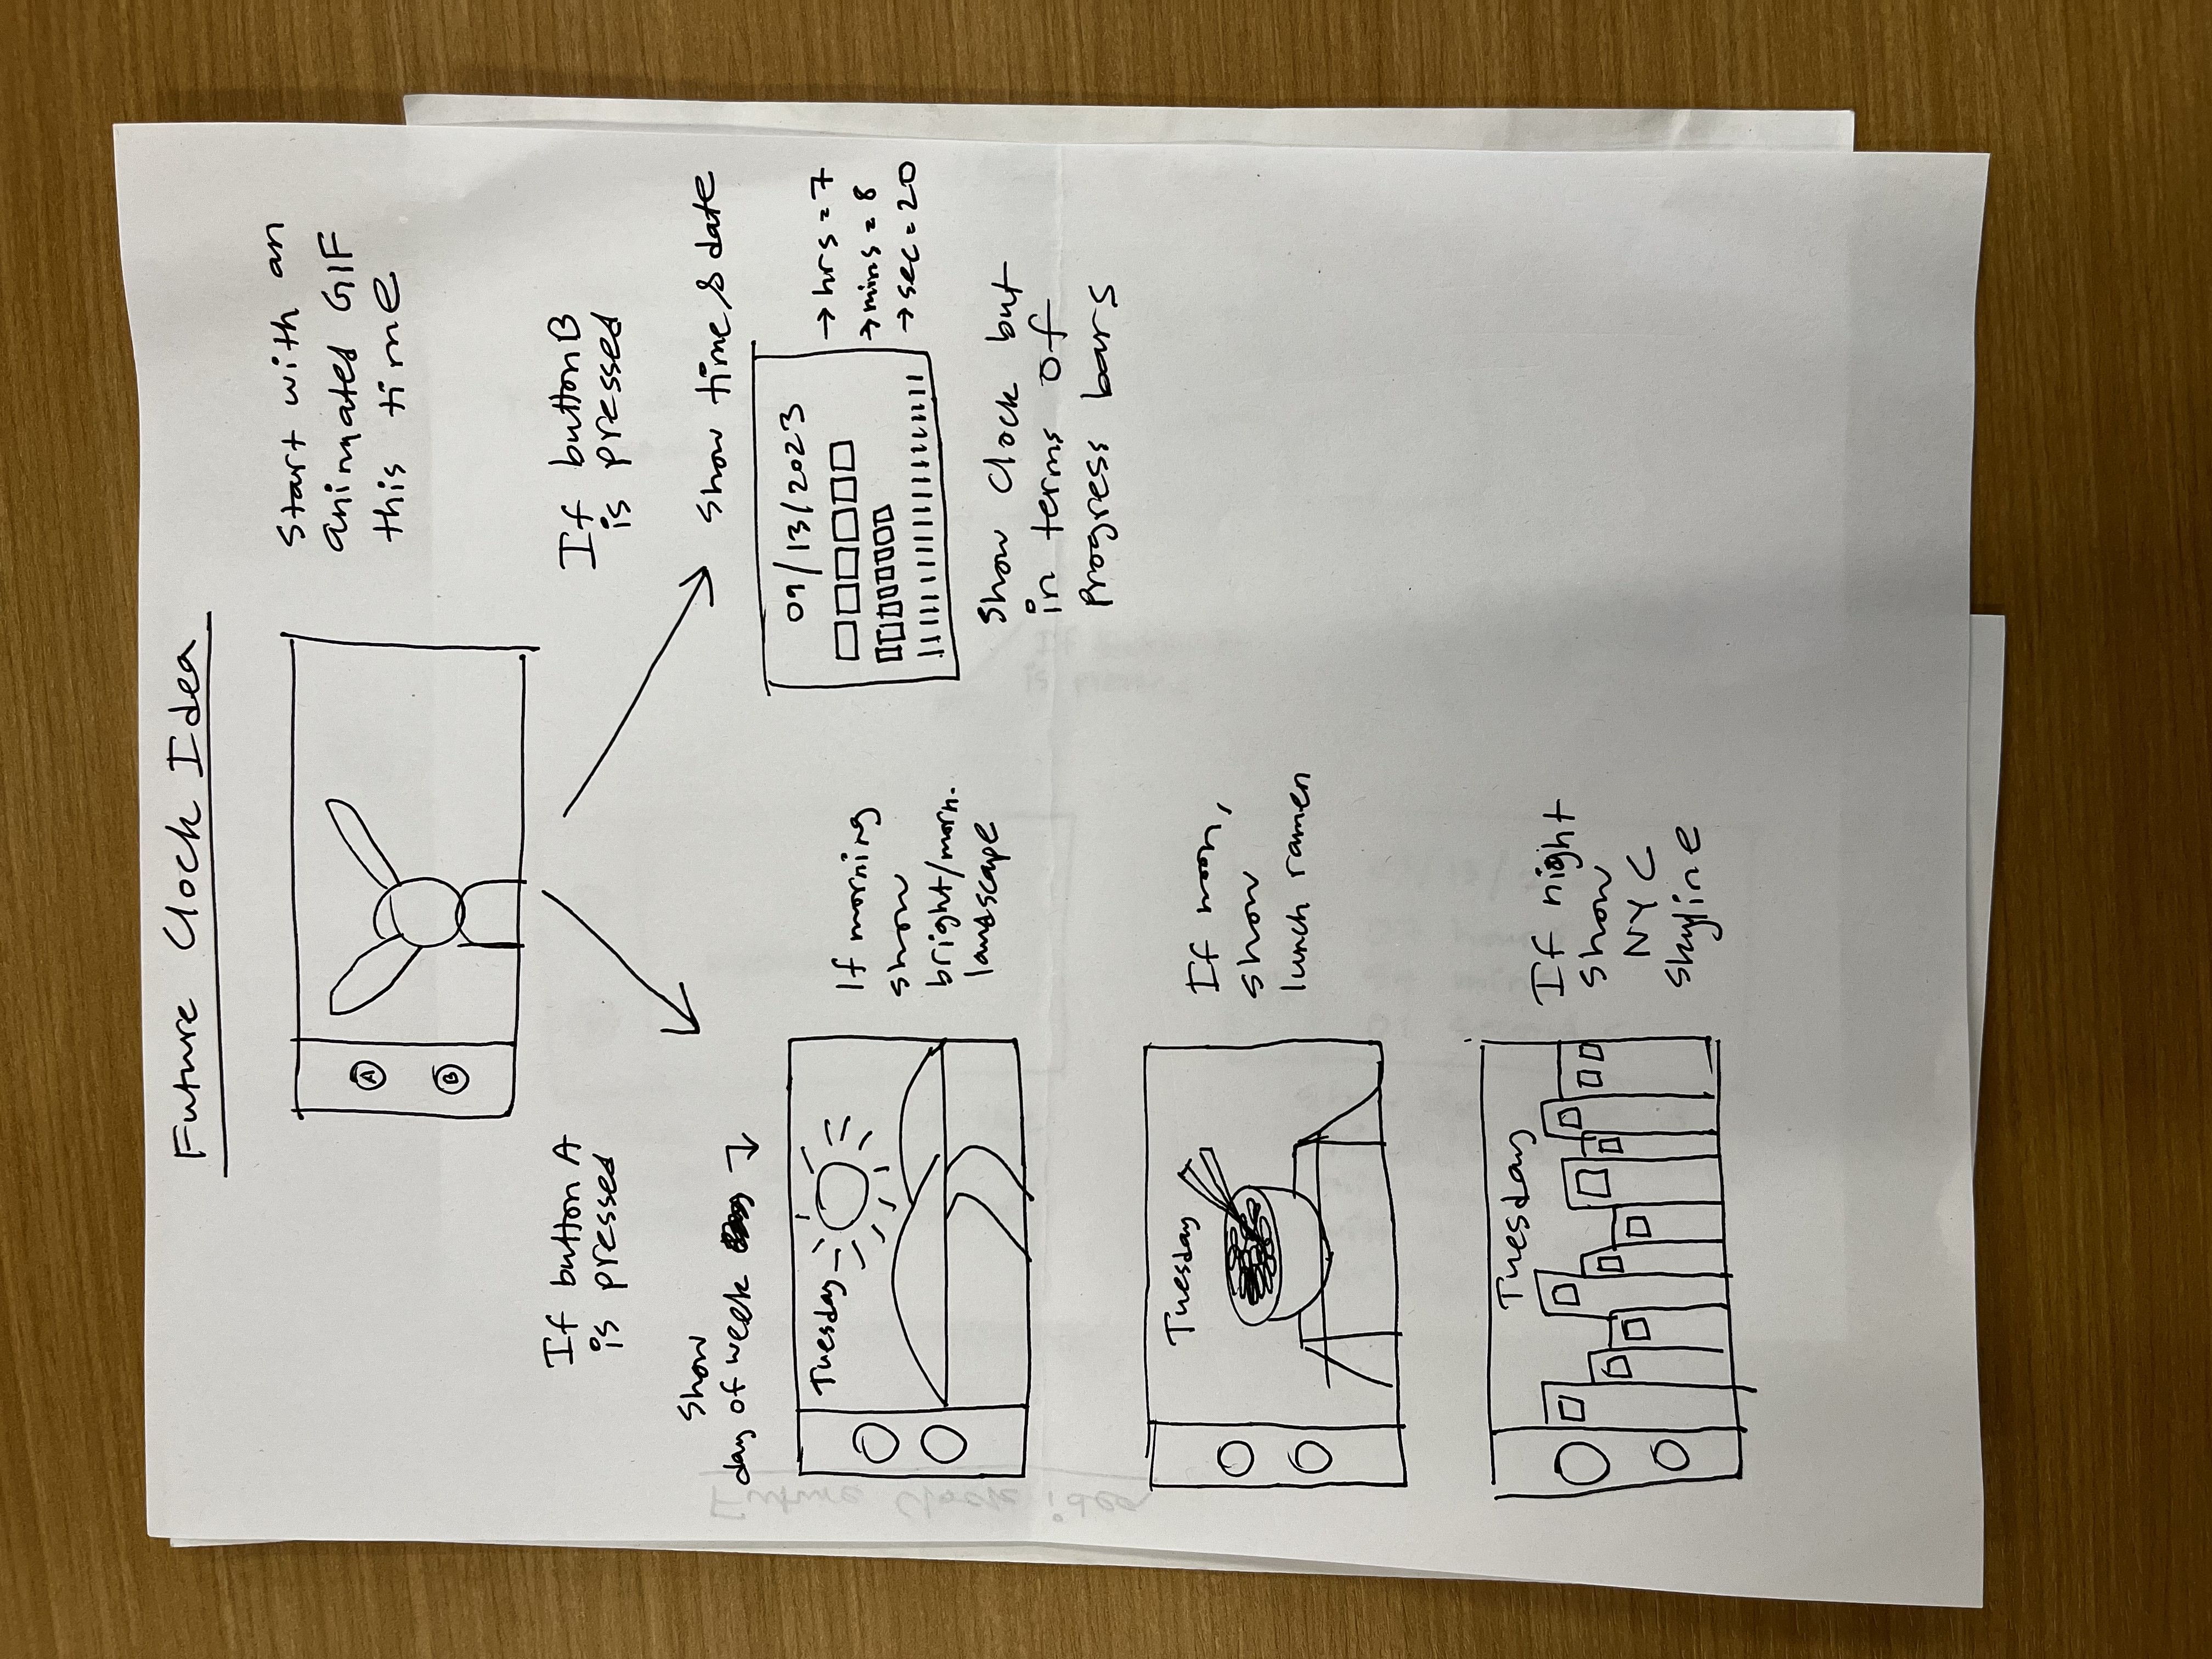 Future Clock Idea
Start with an
animated GIF
this time
A
B
If button A
is pressed
If button B
is pressed
Show
day of week
Show time & date
Tuesday
If morning
show
bright/morn.
landscape
09/13/2023
→ hrs = 7
→ mins = 8
→ sec = 20
Show clock but
in terms of
Progress bars
Tuesday
If noon,
show
lunch ramen
Tuesday
If night
show
NYC
skyline
Future Clock idea